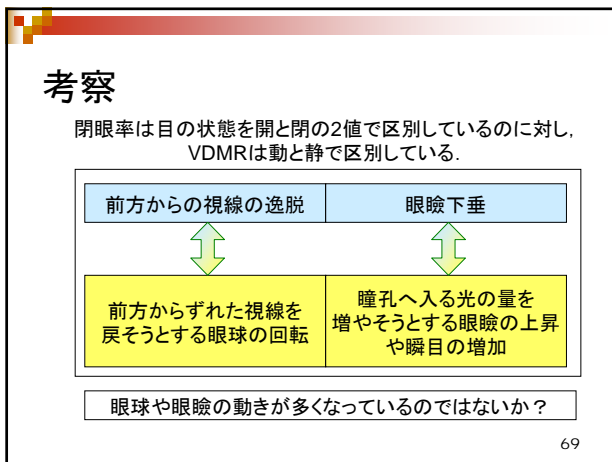 考察
閉眼率は目の状態を開と閉の2値で区別しているのに対し,
VDMRは動と静で区別している.
前方からの視線の逸脱
眼瞼下垂
前方からずれた視線を
戻そうとする眼球の回転
瞳孔へ入る光の量を
増やそうとする眼瞼の上昇
や瞬目の増加
眼球や眼瞼の動きが多くなっているのではないか？
69